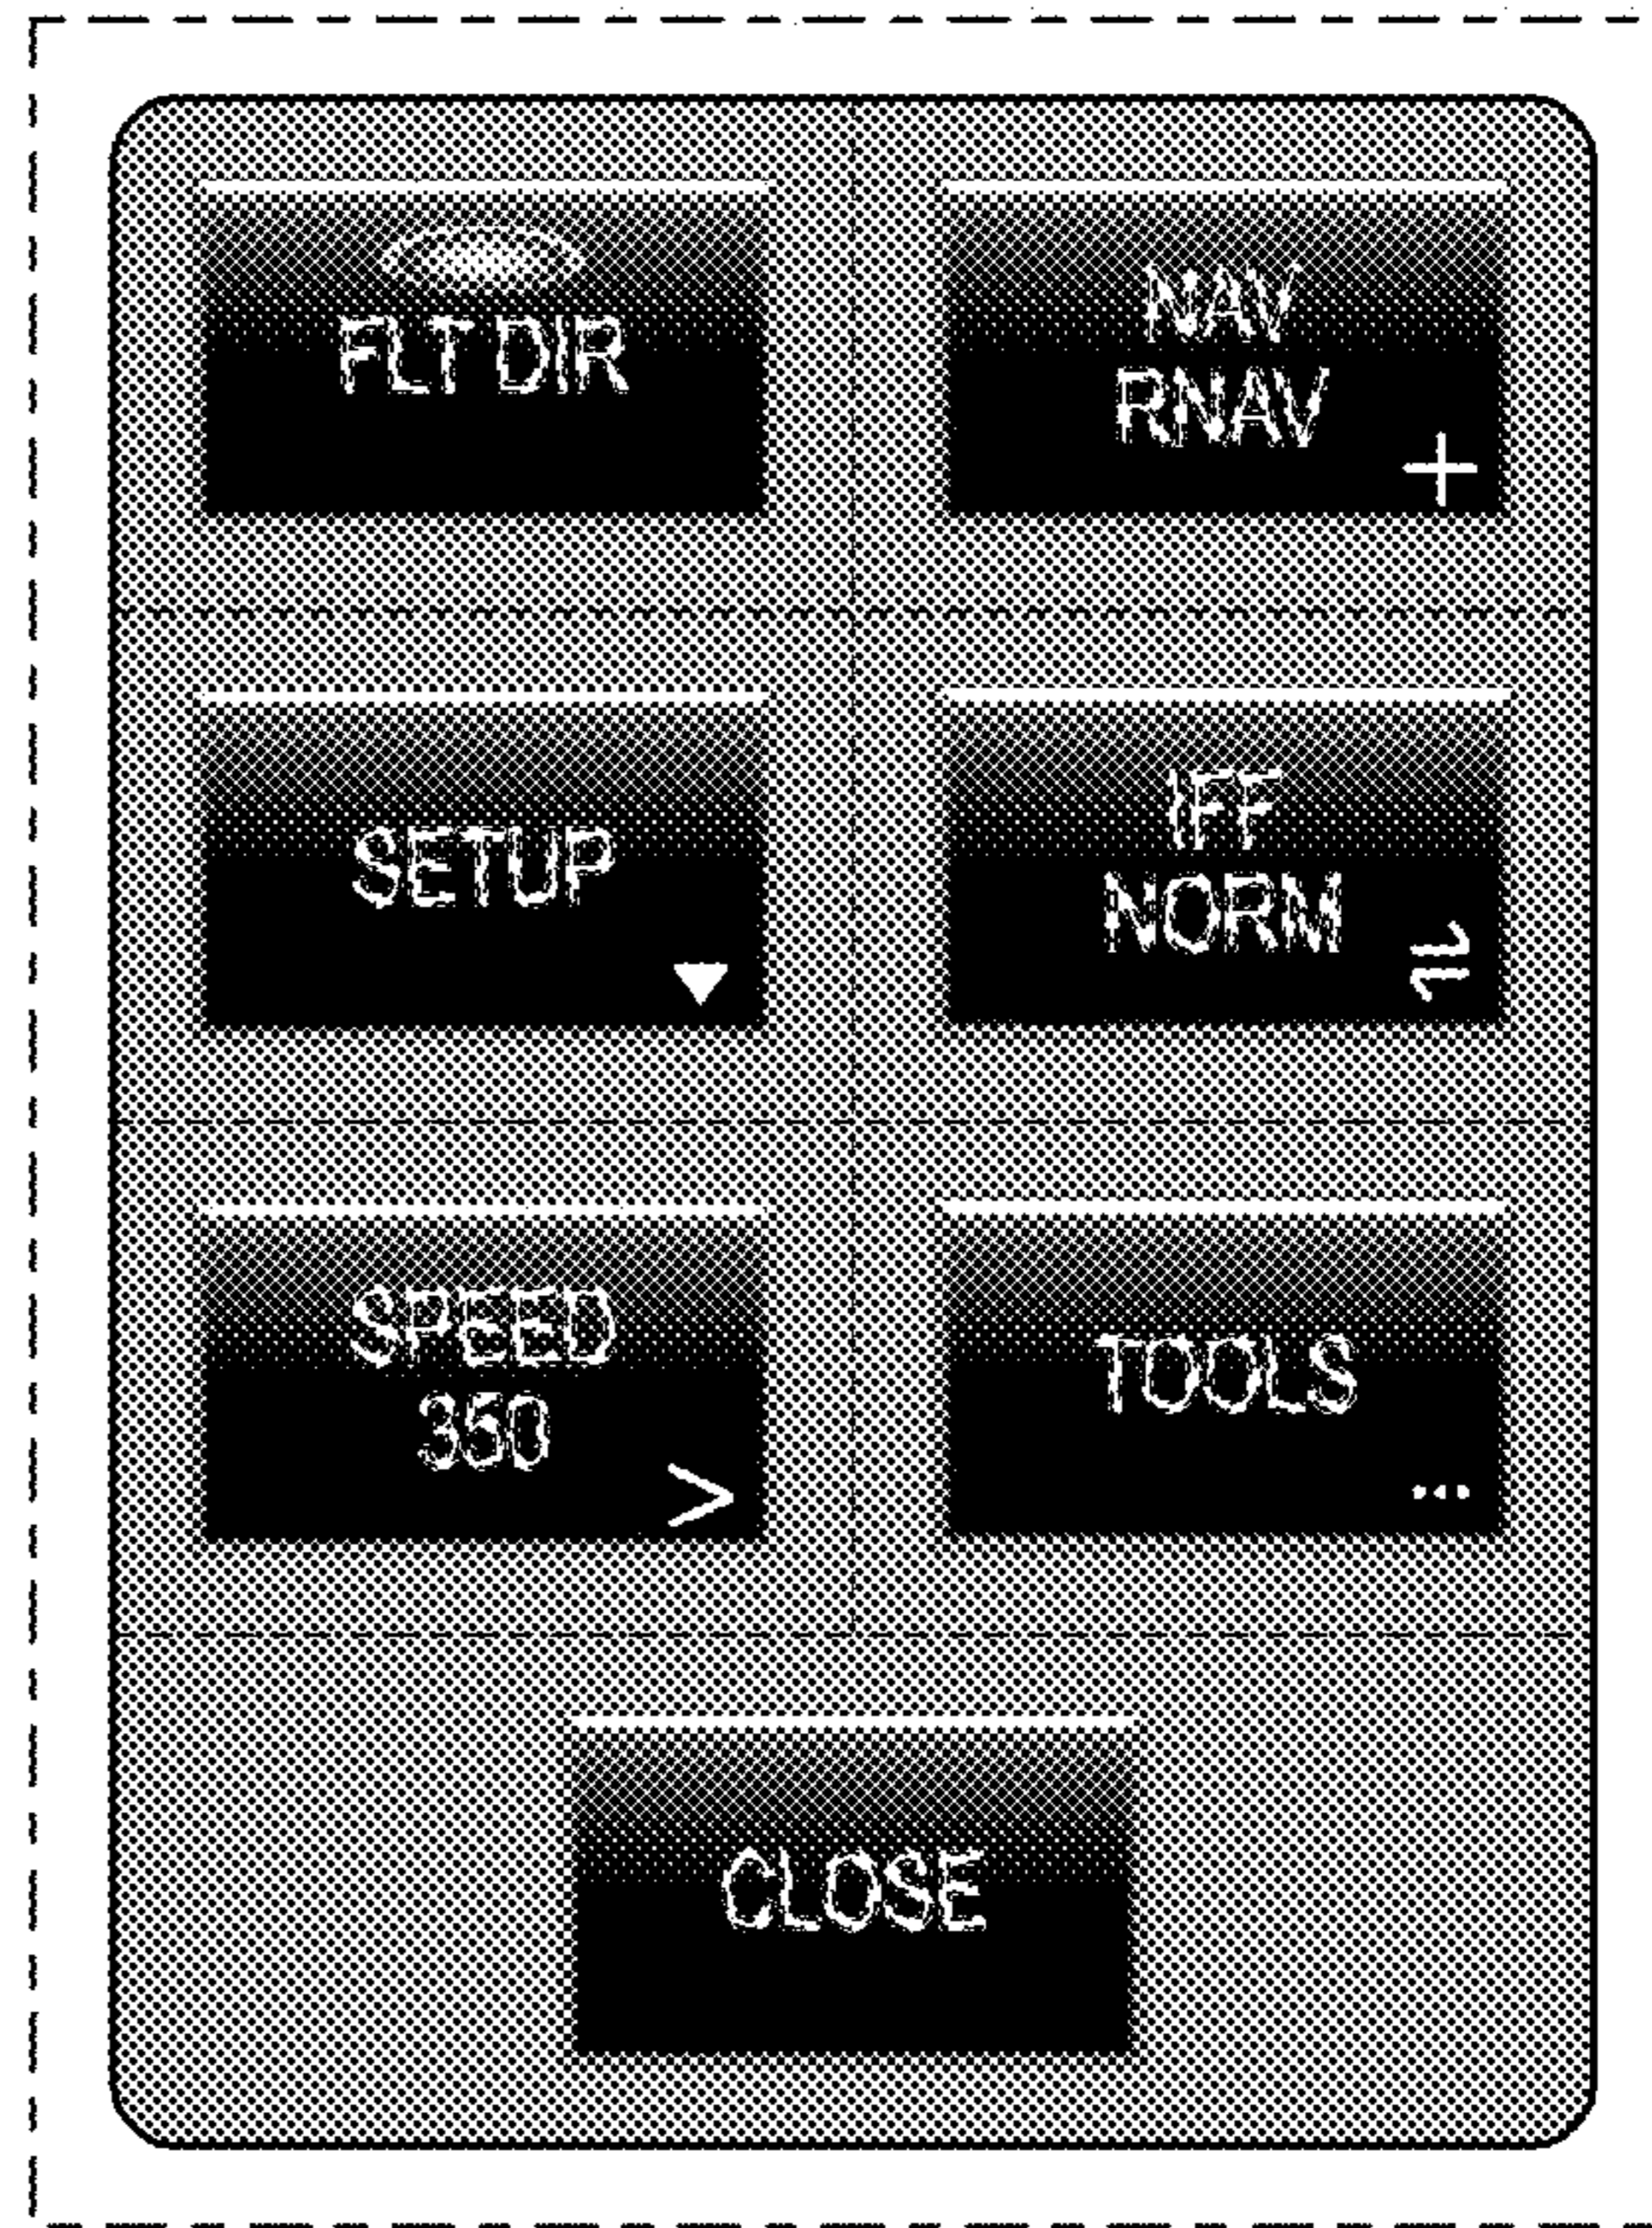 FLT DIR
NAV
RNAV
+
SETUP
IFF
NORM
SPEED
350
>
TOOLS
...
CLOSE